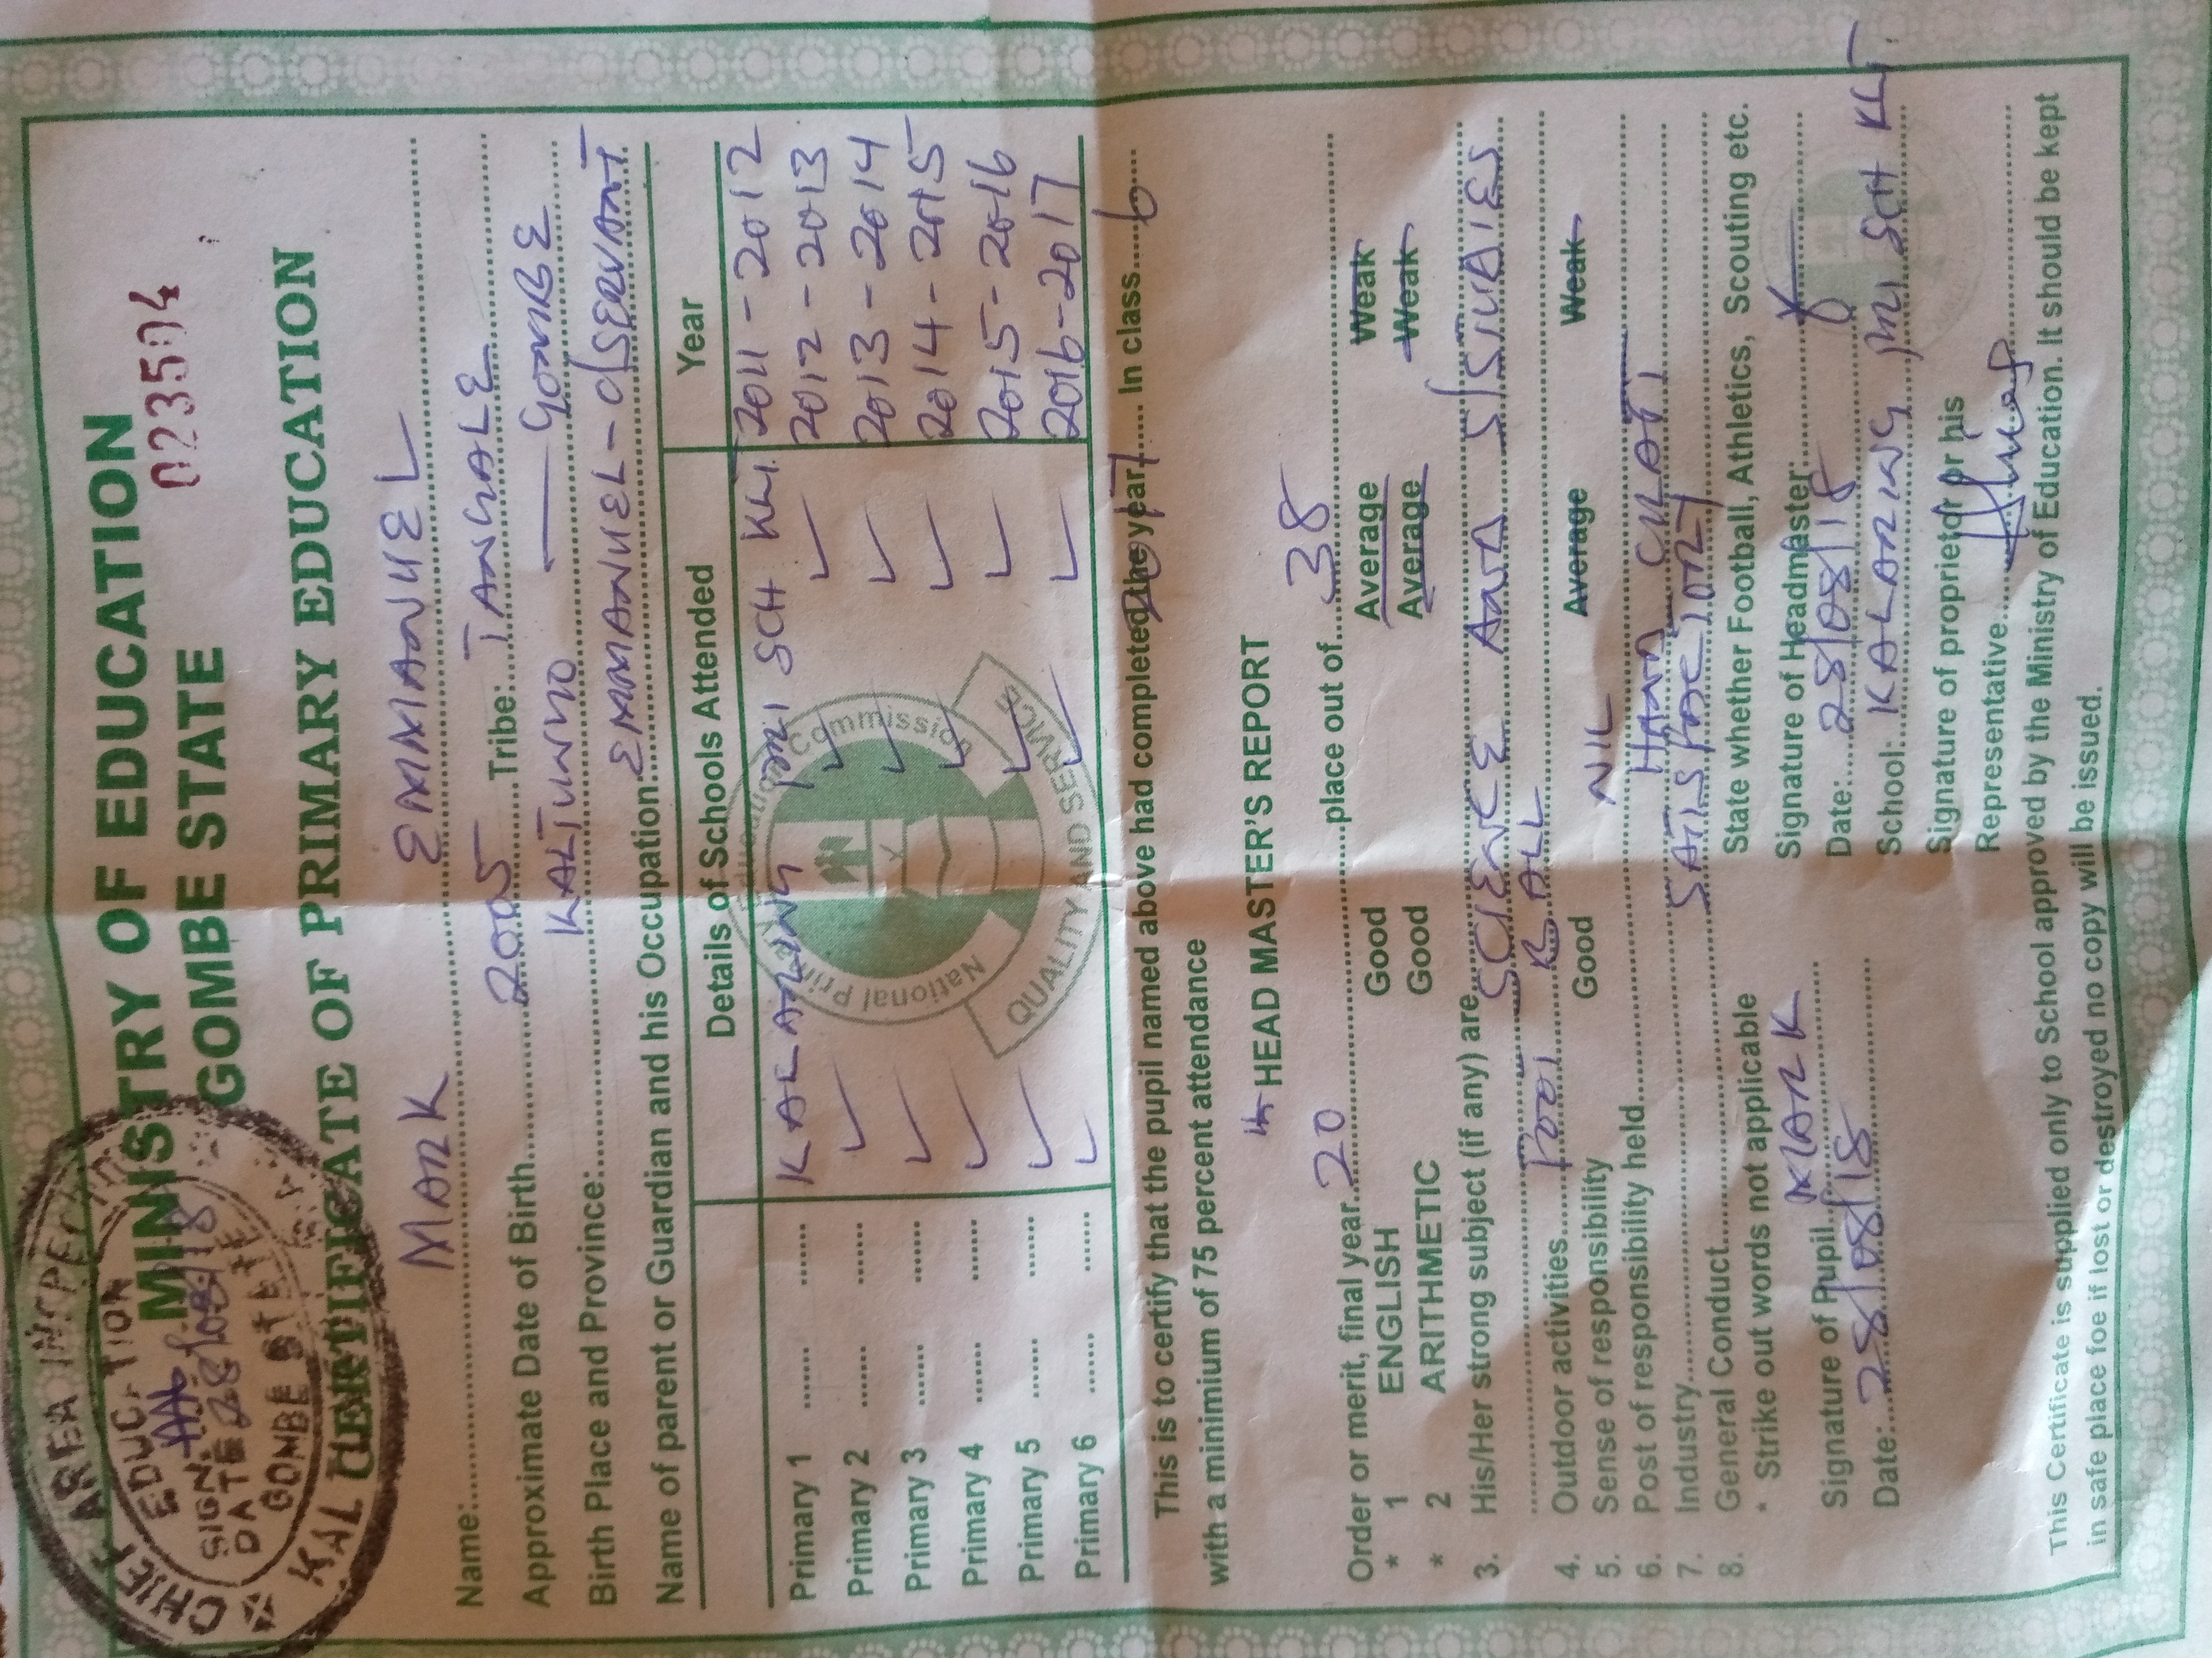 MINISTRY OF EDUCATION
GOMBE STATE
023504
CERTIFICATE OF PRIMARY EDUCATION
CHIEF AREA INSPECTOR
EDUCATION
SIGN
DATE 28/08/18
GOMBE STATE
KAL
Name: MARK EMMANUEL
Approximate Date of Birth 2005 Tribe: TANGALE
Birth Place and Province: KALTUNGO — GOMBE
Name of parent or Guardian and his Occupation: EMMANUEL - C/SERVANT
Details of Schools Attended Year
Primary 1 KALARING PRI SCH KLT 2011 - 2012
Primary 2 2012 - 2013
Primary 3 2013 - 2014
Primary 4 2014 - 2015
Primary 5 2015 - 2016
Primary 6 2016 - 2017
National Primary Education Commission
QUALITY AND SERVICE
This is to certify that the pupil named above had completed the year 2017 In class 6
with a minimium of 75 percent attendance
HEAD MASTER'S REPORT
Order or merit, final year 20 place out of 38
* 1 ENGLISH Good Average Weak
* 2 ARITHMETIC Good Average Weak
3. His/Her strong subject (if any) are SCIENCE AND S/STUDIES
4. Outdoor activities FOOT BALL
5. Sense of responsibility Good Average Weak
6. Post of responsibility held NIL
7. Industry HAND CRAFT
8. General Conduct SATISFACTORY
* Strike out words not applicable State whether Football, Athletics, Scouting etc.
Signature of Pupil MARK Signature of Headmaster
Date: 28/08/18 Date: 28/08/18
School: KALARING PRI SCH KLT
Signature of proprietor or his
Representative
This Certificate is supplied only to School approved by the Ministry of Education. It should be kept
in safe place foe if lost or destroyed no copy will be issued.